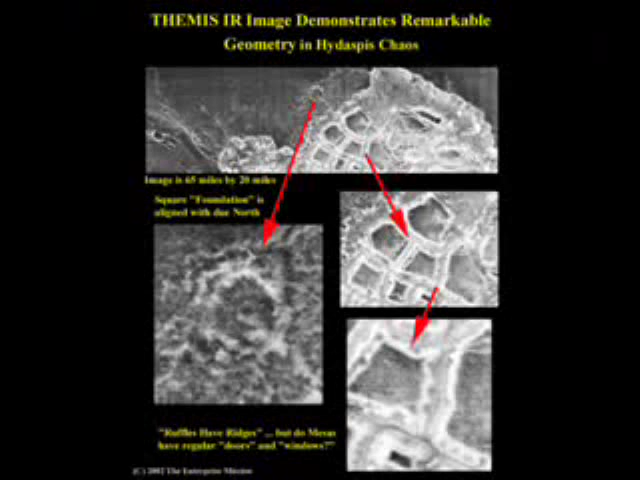 THEMIS IR Image Demonstrates Remarkable
Geometry in Hydaspis Chaos
Image is 65 miles by 20 miles
Square "Foundation" is
aligned with due North
"Ruffles Have Ridges" ... but do Mesas
have regular "doors" and "windows?"
(C) 2002 The Enterprise Mission